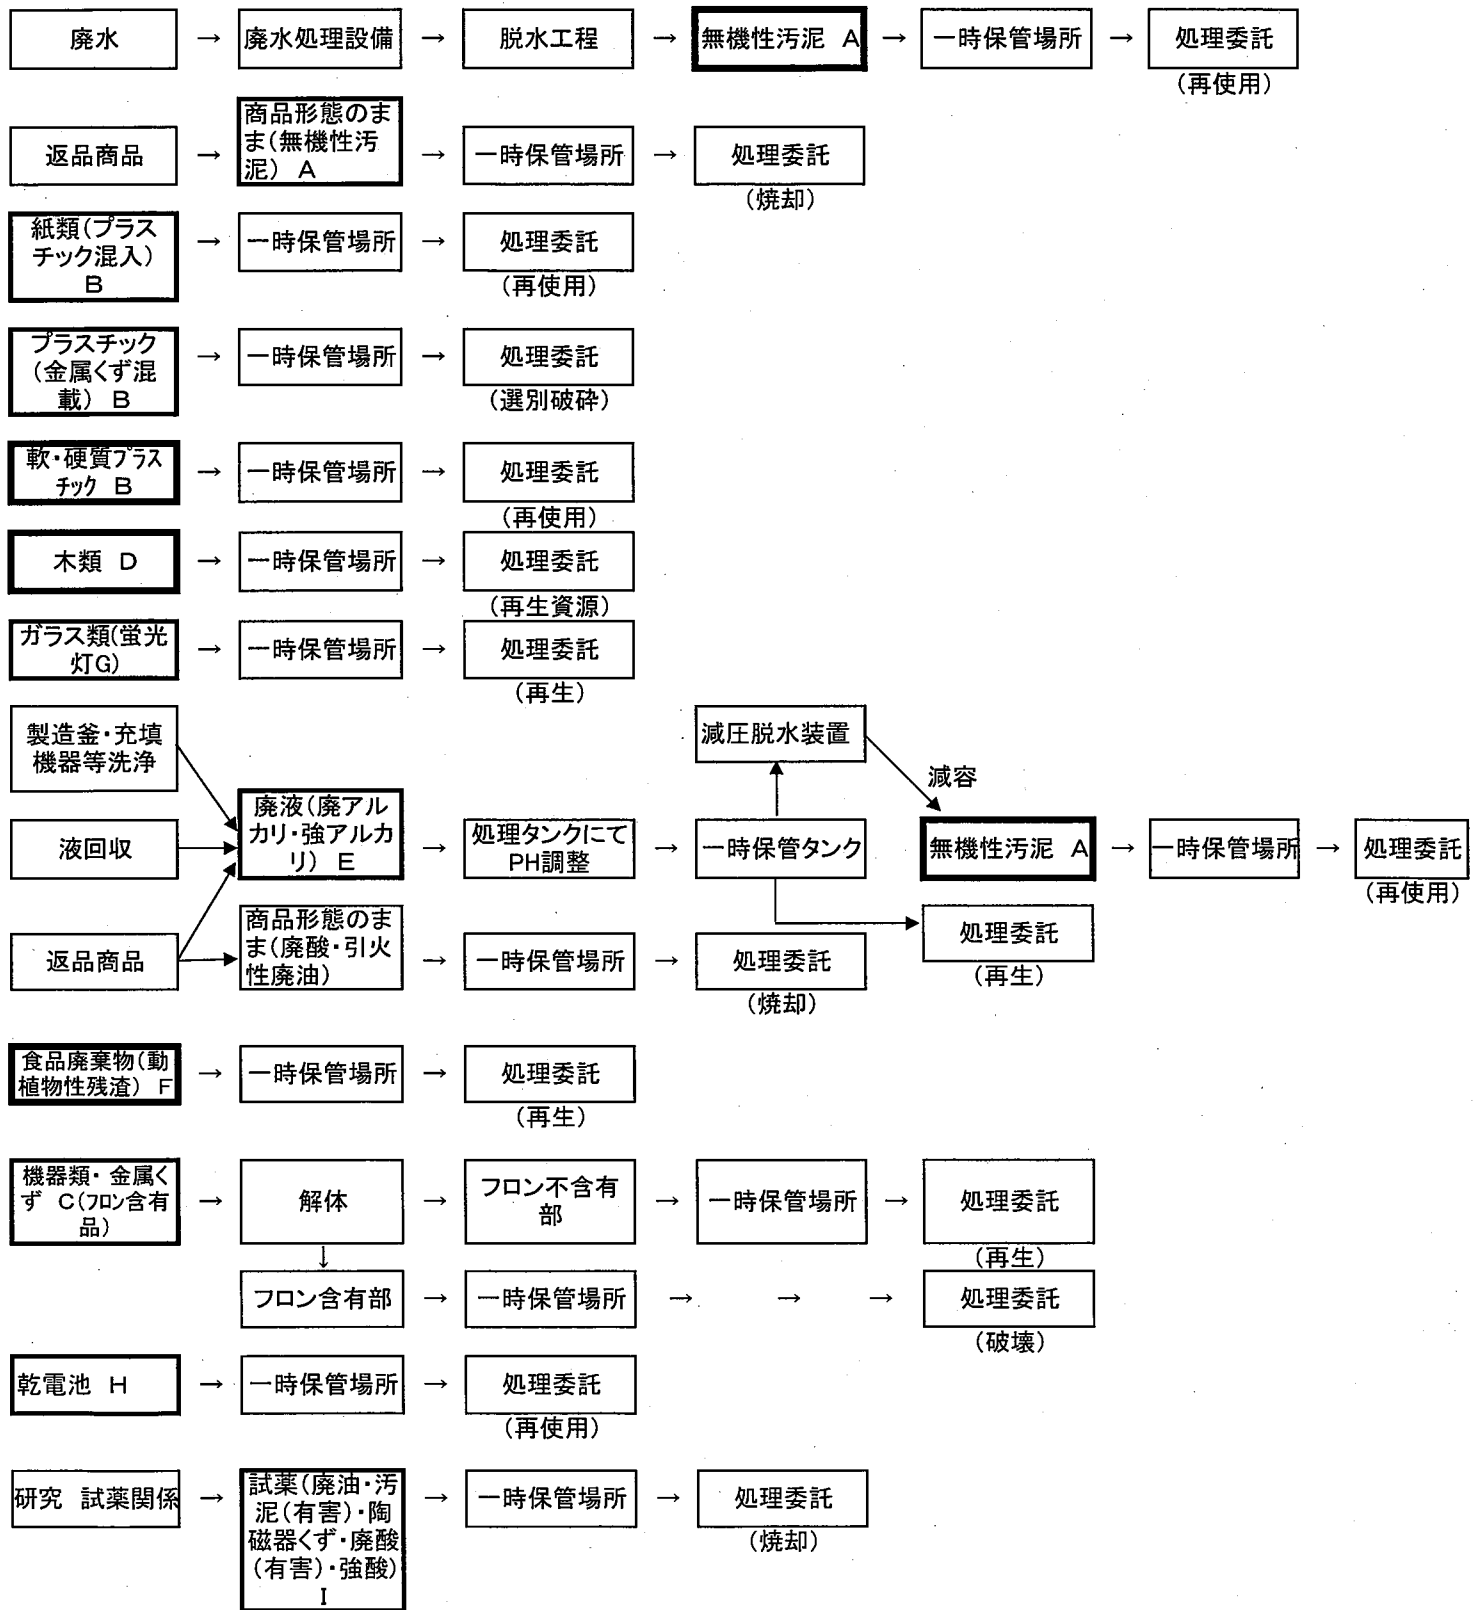 廃水 → 廃水処理設備 → 脱水工程 → 無機性汚泥 A → 一時保管場所 → 処理委託
(再使用)
返品商品 → 商品形態のま
ま(無機性汚
泥) A → 一時保管場所 → 処理委託
(焼却)
紙類(プラス
チック混入)
B → 一時保管場所 → 処理委託
(再使用)
プラスチック
(金属くず混
載) B → 一時保管場所 → 処理委託
(選別破砕)
軟・硬質プラス
チック B → 一時保管場所 → 処理委託
(再使用)
木類 D → 一時保管場所 → 処理委託
(再生資源)
ガラス類(蛍光
灯G) → 一時保管場所 → 処理委託
(再生)
製造釜・充填
機器等洗浄
減圧脱水装置
減容
液回収
廃液(廃アル
カリ・強アルカ
リ) E → 処理タンクにて
PH調整 → 一時保管タンク
無機性汚泥 A → 一時保管場所 → 処理委託
(再使用)
処理委託
(再生)
返品商品
商品形態のま
ま(廃酸・引火
性廃油) → 一時保管場所 → 処理委託
(焼却)
食品廃棄物(動
植物性残渣) F → 一時保管場所 → 処理委託
(再生)
機器類・金属く
ず C(フロン含有
品) → 解体 → フロン不含有
部 → 一時保管場所 → 処理委託
(再生)
↓
フロン含有部 → 一時保管場所 → → → 処理委託
(破壊)
乾電池 H → 一時保管場所 → 処理委託
(再使用)
研究 試薬関係 → 試薬(廃油・汚
泥(有害)・陶
磁器くず・廃酸
(有害)・強酸)
I → 一時保管場所 → 処理委託
(焼却)